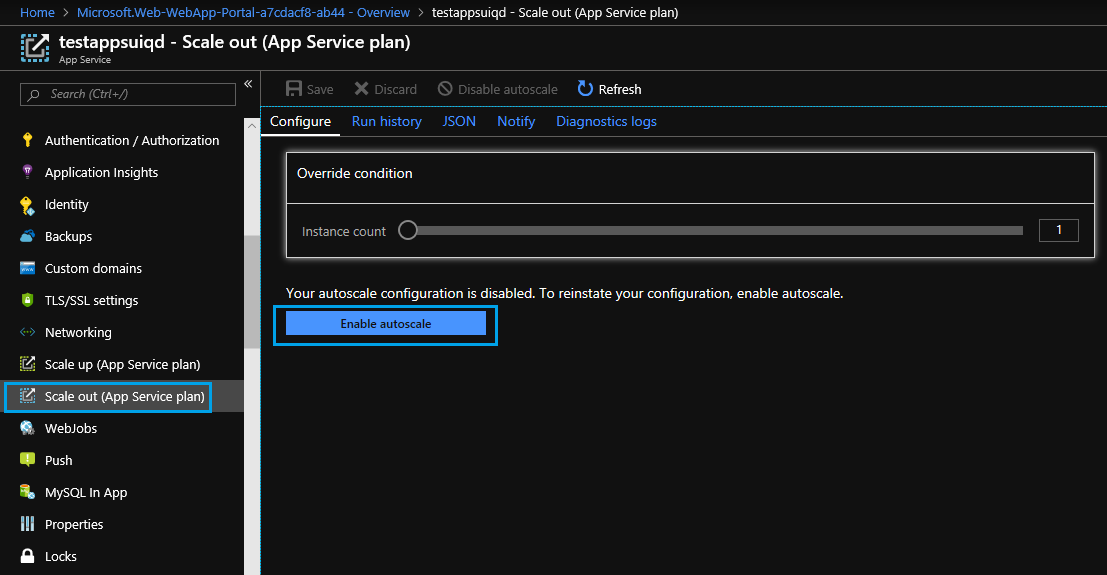 Home > Microsoft.Web-WebApp-Portal-a7cdacf8-ab44 - Overview > testappsuiqd - Scale out (App Service plan)
testappsuiqd - Scale out (App Service plan)
App Service
Search (Ctrl+/)
«
Authentication / Authorization
Application Insights
Identity
Backups
Custom domains
TLS/SSL settings
Networking
Scale up (App Service plan)
Scale out (App Service plan)
WebJobs
Push
MySQL In App
Properties
Locks
Save Discard Disable autoscale Refresh
Configure Run history JSON Notify Diagnostics logs
Override condition
Instance count 1
Your autoscale configuration is disabled. To reinstate your configuration, enable autoscale.
Enable autoscale